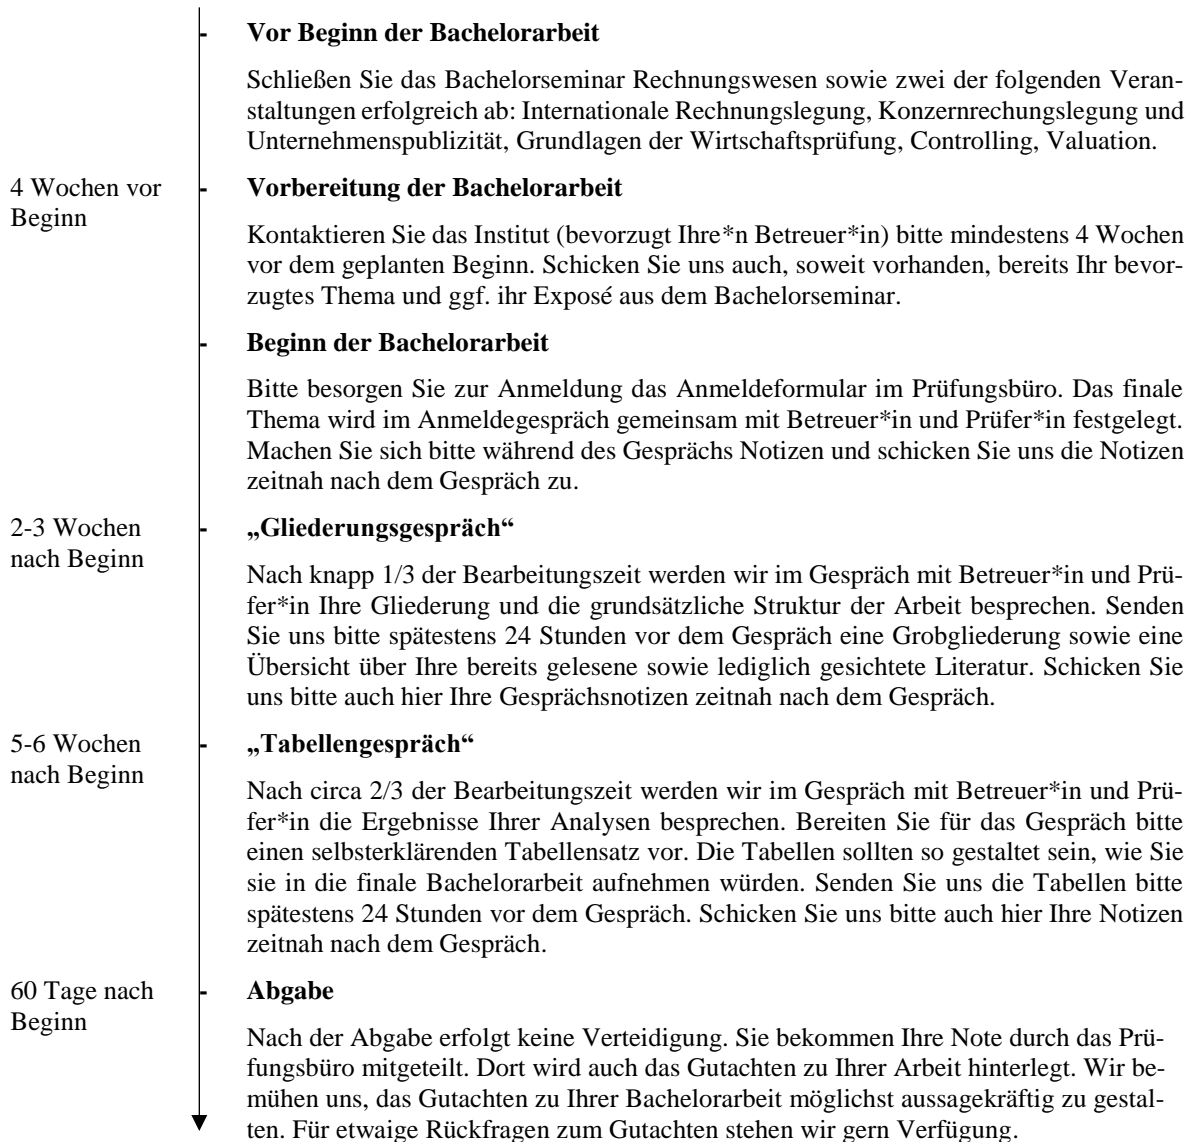 Vor Beginn der Bachelorarbeit
Schließen Sie das Bachelorseminar Rechnungswesen sowie zwei der folgenden Veran-
staltungen erfolgreich ab: Internationale Rechnungslegung, Konzernrechungslegung und
Unternehmenspublizität, Grundlagen der Wirtschaftsprüfung, Controlling, Valuation.
4 Wochen vor
Beginn
Vorbereitung der Bachelorarbeit
Kontaktieren Sie das Institut (bevorzugt Ihre*n Betreuer*in) bitte mindestens 4 Wochen
vor dem geplanten Beginn. Schicken Sie uns auch, soweit vorhanden, bereits Ihr bevor-
zugtes Thema und ggf. ihr Exposé aus dem Bachelorseminar.
Beginn der Bachelorarbeit
Bitte besorgen Sie zur Anmeldung das Anmeldeformular im Prüfungsbüro. Das finale
Thema wird im Anmeldegespräch gemeinsam mit Betreuer*in und Prüfer*in festgelegt.
Machen Sie sich bitte während des Gesprächs Notizen und schicken Sie uns die Notizen
zeitnah nach dem Gespräch zu.
2-3 Wochen
nach Beginn
„Gliederungsgespräch“
Nach knapp 1/3 der Bearbeitungszeit werden wir im Gespräch mit Betreuer*in und Prü-
fer*in Ihre Gliederung und die grundsätzliche Struktur der Arbeit besprechen. Senden
Sie uns bitte spätestens 24 Stunden vor dem Gespräch eine Grobgliederung sowie eine
Übersicht über Ihre bereits gelesene sowie lediglich gesichtete Literatur. Schicken Sie
uns bitte auch hier Ihre Gesprächsnotizen zeitnah nach dem Gespräch.
5-6 Wochen
nach Beginn
„Tabellengespräch“
Nach circa 2/3 der Bearbeitungszeit werden wir im Gespräch mit Betreuer*in und Prü-
fer*in die Ergebnisse Ihrer Analysen besprechen. Bereiten Sie für das Gespräch bitte
einen selbsterklärenden Tabellensatz vor. Die Tabellen sollten so gestaltet sein, wie Sie
sie in die finale Bachelorarbeit aufnehmen würden. Senden Sie uns die Tabellen bitte
spätestens 24 Stunden vor dem Gespräch. Schicken Sie uns bitte auch hier Ihre Notizen
zeitnah nach dem Gespräch.
60 Tage nach
Beginn
Abgabe
Nach der Abgabe erfolgt keine Verteidigung. Sie bekommen Ihre Note durch das Prü-
fungsbüro mitgeteilt. Dort wird auch das Gutachten zu Ihrer Arbeit hinterlegt. Wir be-
mühen uns, das Gutachten zu Ihrer Bachelorarbeit möglichst aussagekräftig zu gestal-
ten. Für etwaige Rückfragen zum Gutachten stehen wir gern Verfügung.